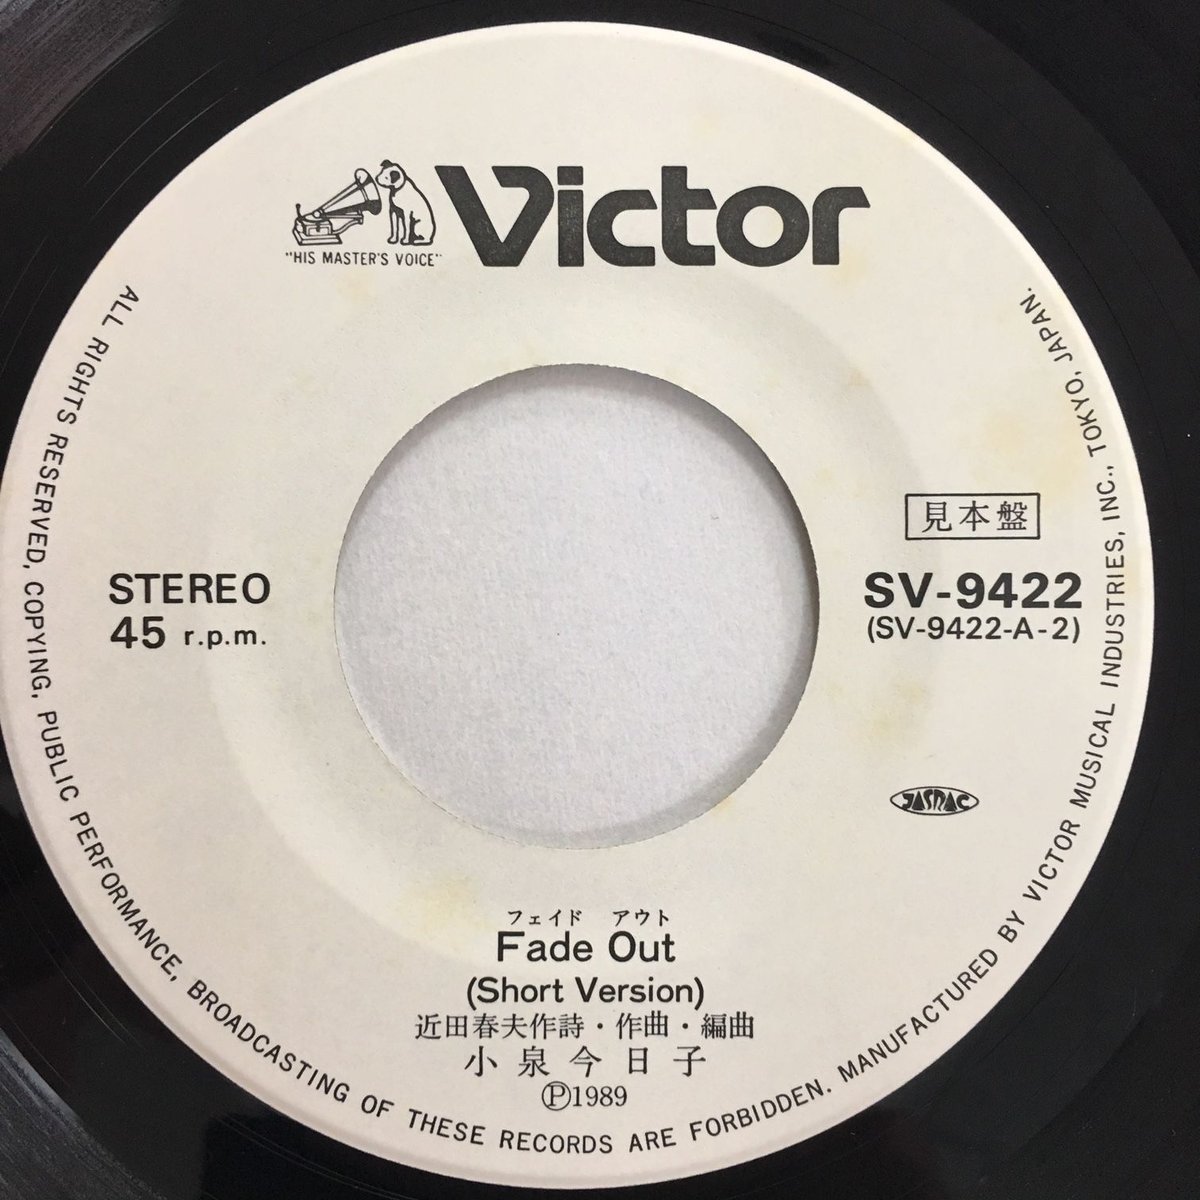 Victor
"HIS MASTER'S VOICE"
見本盤
STEREO
45 r.p.m.
SV-9422
(SV-9422-A-2)
JASRAC
フェイド アウト
Fade Out
(Short Version)
近田春夫作詩・作曲・編曲
小泉今日子
Ⓟ1989
ALL RIGHTS RESERVED, COPYING, PUBLIC PERFORMANCE, BROADCASTING OF THESE RECORDS ARE FORBIDDEN. MANUFACTURED BY VICTOR MUSICAL INDUSTRIES, INC., TOKYO, JAPAN.